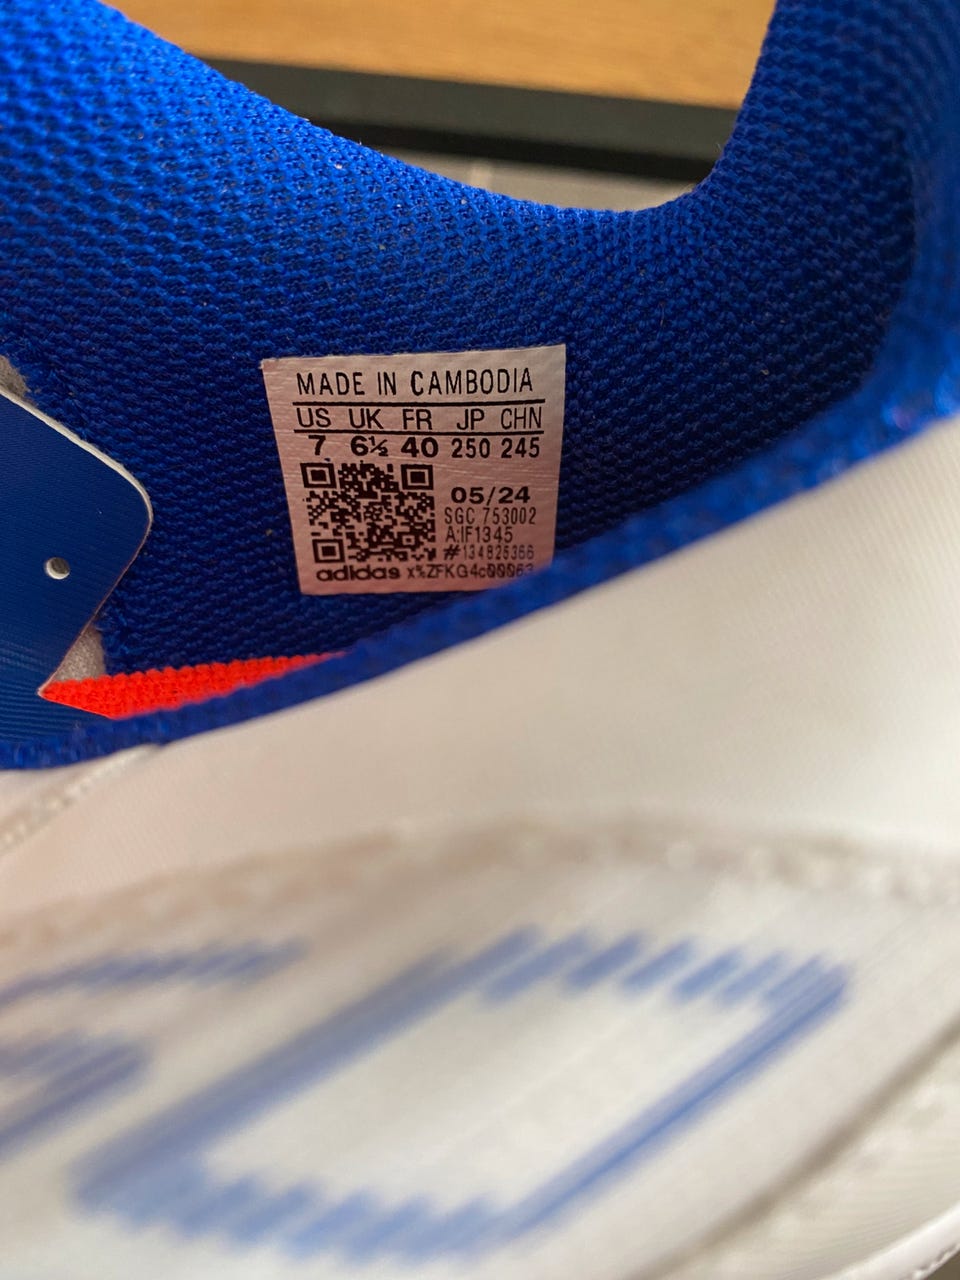 MADE IN CAMBODIA
US UK FR JP CHN
7 6½ 40 250 245
05/24
SGC 753002
A:IF1345
#134825366
adidas x%ZFKG4c00063